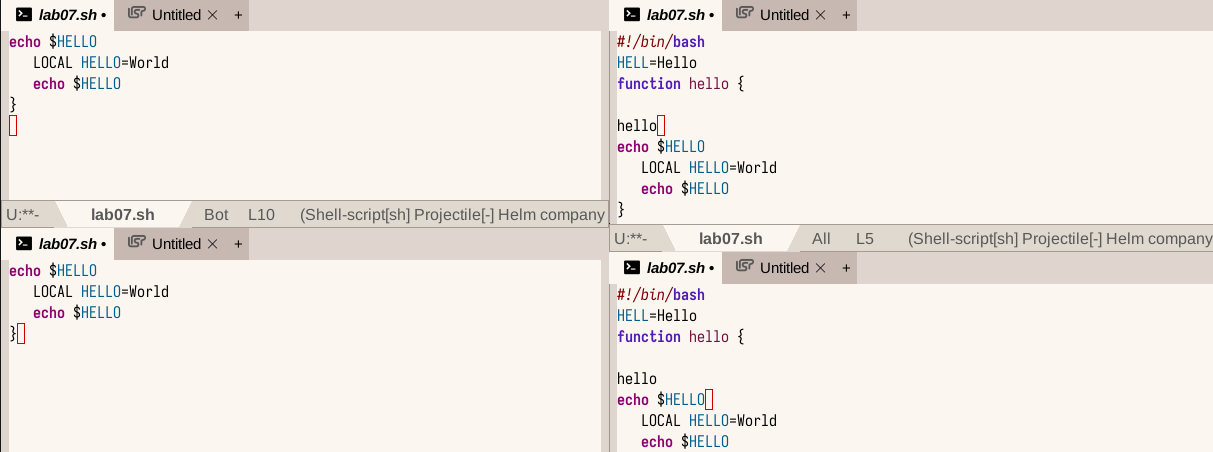 lab07.sh • Untitled × +
echo $HELLO
LOCAL HELLO=World
echo $HELLO
}
U:**- lab07.sh Bot L10 (Shell-script[sh] Projectile[-] Helm company
lab07.sh • Untitled × +
echo $HELLO
LOCAL HELLO=World
echo $HELLO
}
lab07.sh • Untitled × +
#!/bin/bash
HELL=Hello
function hello {
hello
echo $HELLO
LOCAL HELLO=World
echo $HELLO
}
U:**- lab07.sh All L5 (Shell-script[sh] Projectile[-] Helm company
lab07.sh • Untitled × +
#!/bin/bash
HELL=Hello
function hello {
hello
echo $HELLO
LOCAL HELLO=World
echo $HELLO